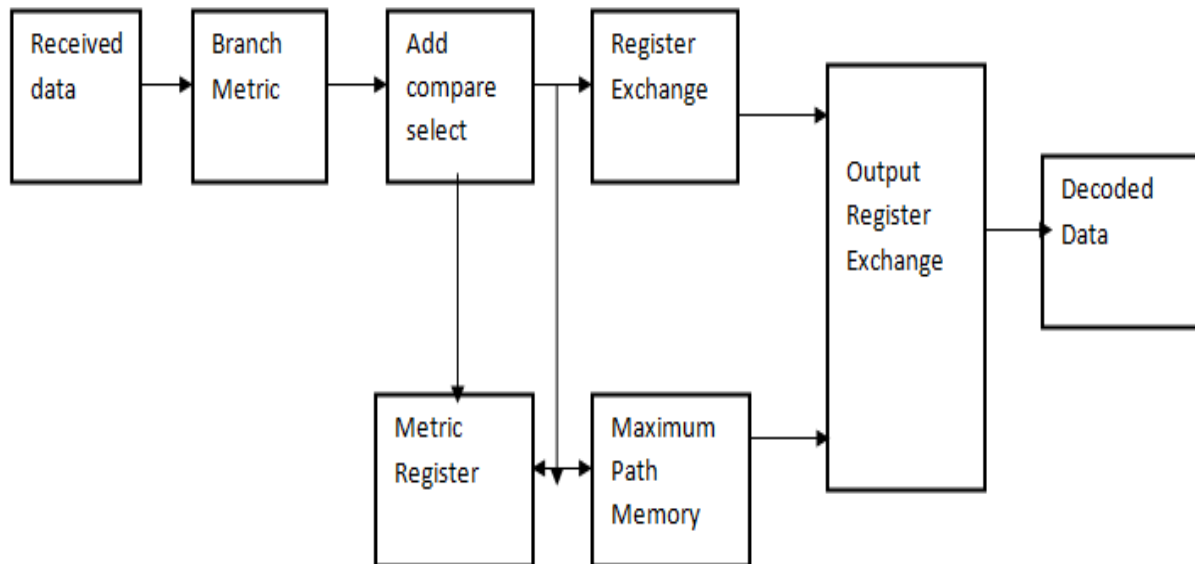 Received
data
Branch
Metric
Add
compare
select
Register
Exchange
Output
Register
Exchange
Decoded
Data
Metric
Register
Maximum
Path
Memory